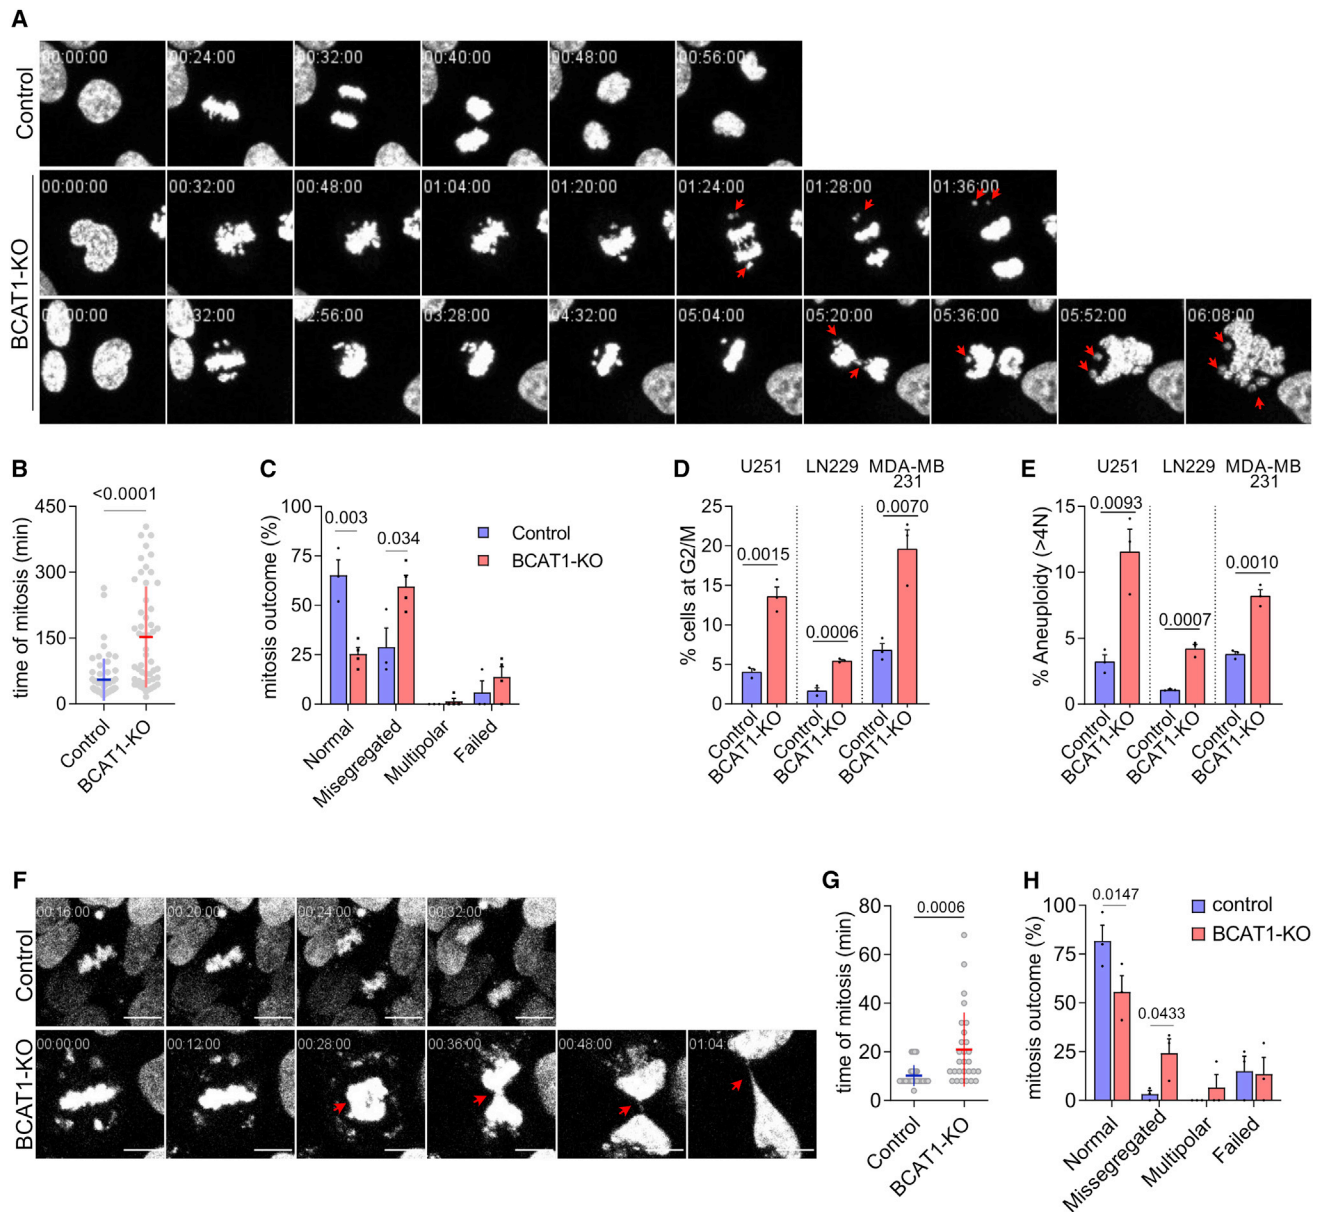 A
Control
00:00:00 00:24:00 00:32:00 00:40:00 00:48:00 00:56:00
BCAT1-KO
00:00:00 00:32:00 00:48:00 01:04:00 01:20:00 01:24:00 01:28:00 01:36:00
00:00 32:00 2:56:00 03:28:00 04:32:00 05:04:00 05:20:00 05:36:00 05:52:00 06:08:00
B
time of mitosis (min)
450
300
150
0
<0.0001
Control
BCAT1-KO
C
mitosis outcome (%)
100
75
50
25
0
0.003
0.034
Control
BCAT1-KO
Normal
Misegregated
Multipolar
Failed
D
U251 LN229 MDA-MB
231
% cells at G2/M
25
20
15
10
5
0
0.0015
0.0006
0.0070
Control
BCAT1-KO
Control
BCAT1-KO
Control
BCAT1-KO
E
U251 LN229 MDA-MB
231
% Aneuploidy (>4N)
15
10
5
0
0.0093
0.0007
0.0010
Control
BCAT1-KO
Control
BCAT1-KO
Control
BCAT1-KO
F
Control
00:16:00 00:20:00 00:24:00 00:32:00
BCAT1-KO
00:00:00 00:12:00 00:28:00 00:36:00 00:48:00 01:04:0
G
time of mitosis (min)
80
60
40
20
0
0.0006
Control
BCAT1-KO
H
mitosis outcome (%)
100
75
50
25
0
0.0147
0.0433
control
BCAT1-KO
Normal
Missegregated
Multipolar
Failed